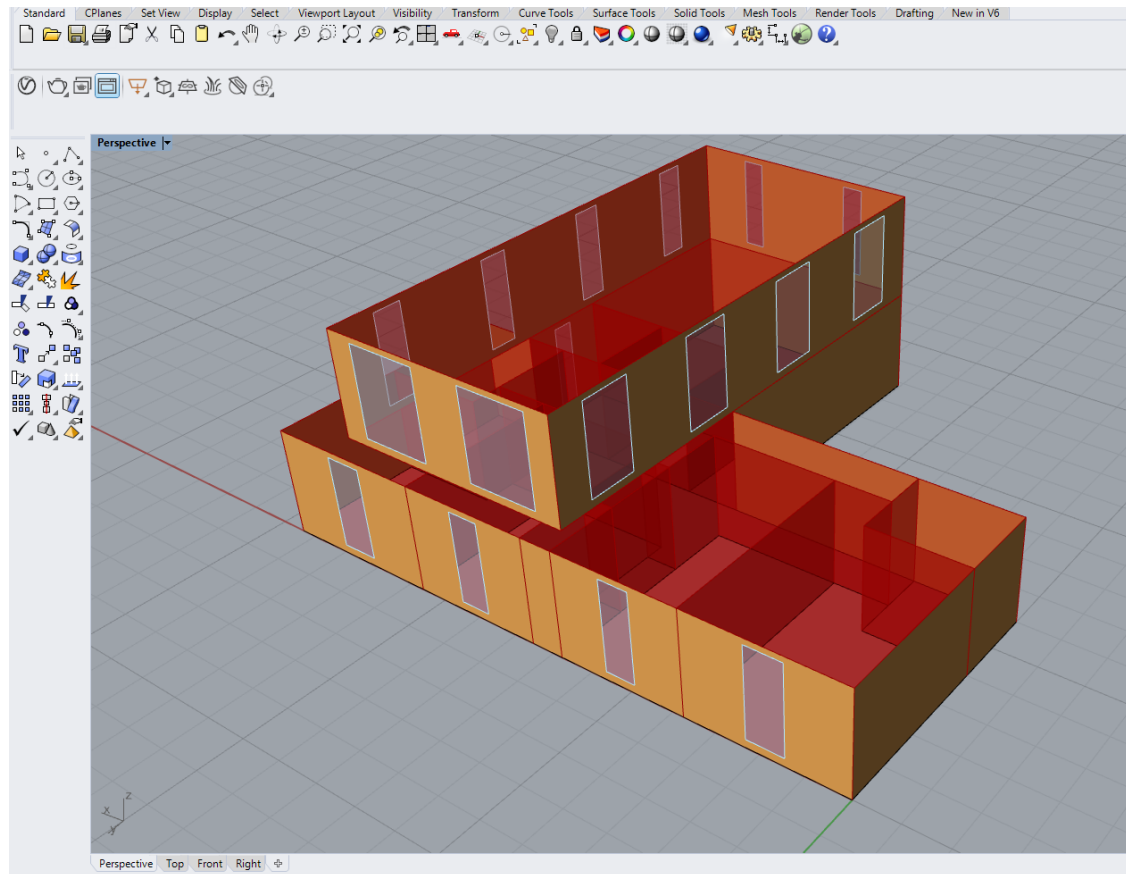 Standard CPlanes Set View Display Select Viewport Layout Visibility Transform Curve Tools Surface Tools Solid Tools Mesh Tools Render Tools Drafting New in V6
Perspective
z
x
y
Perspective Top Front Right